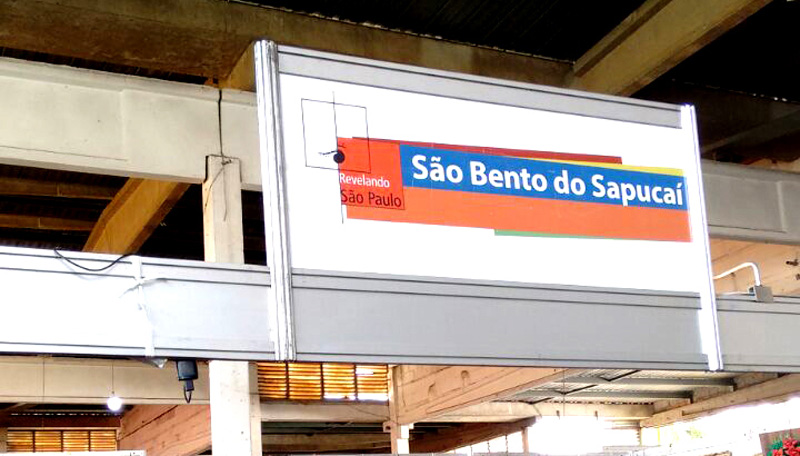 Revelando
São Paulo
São Bento do Sapucaí